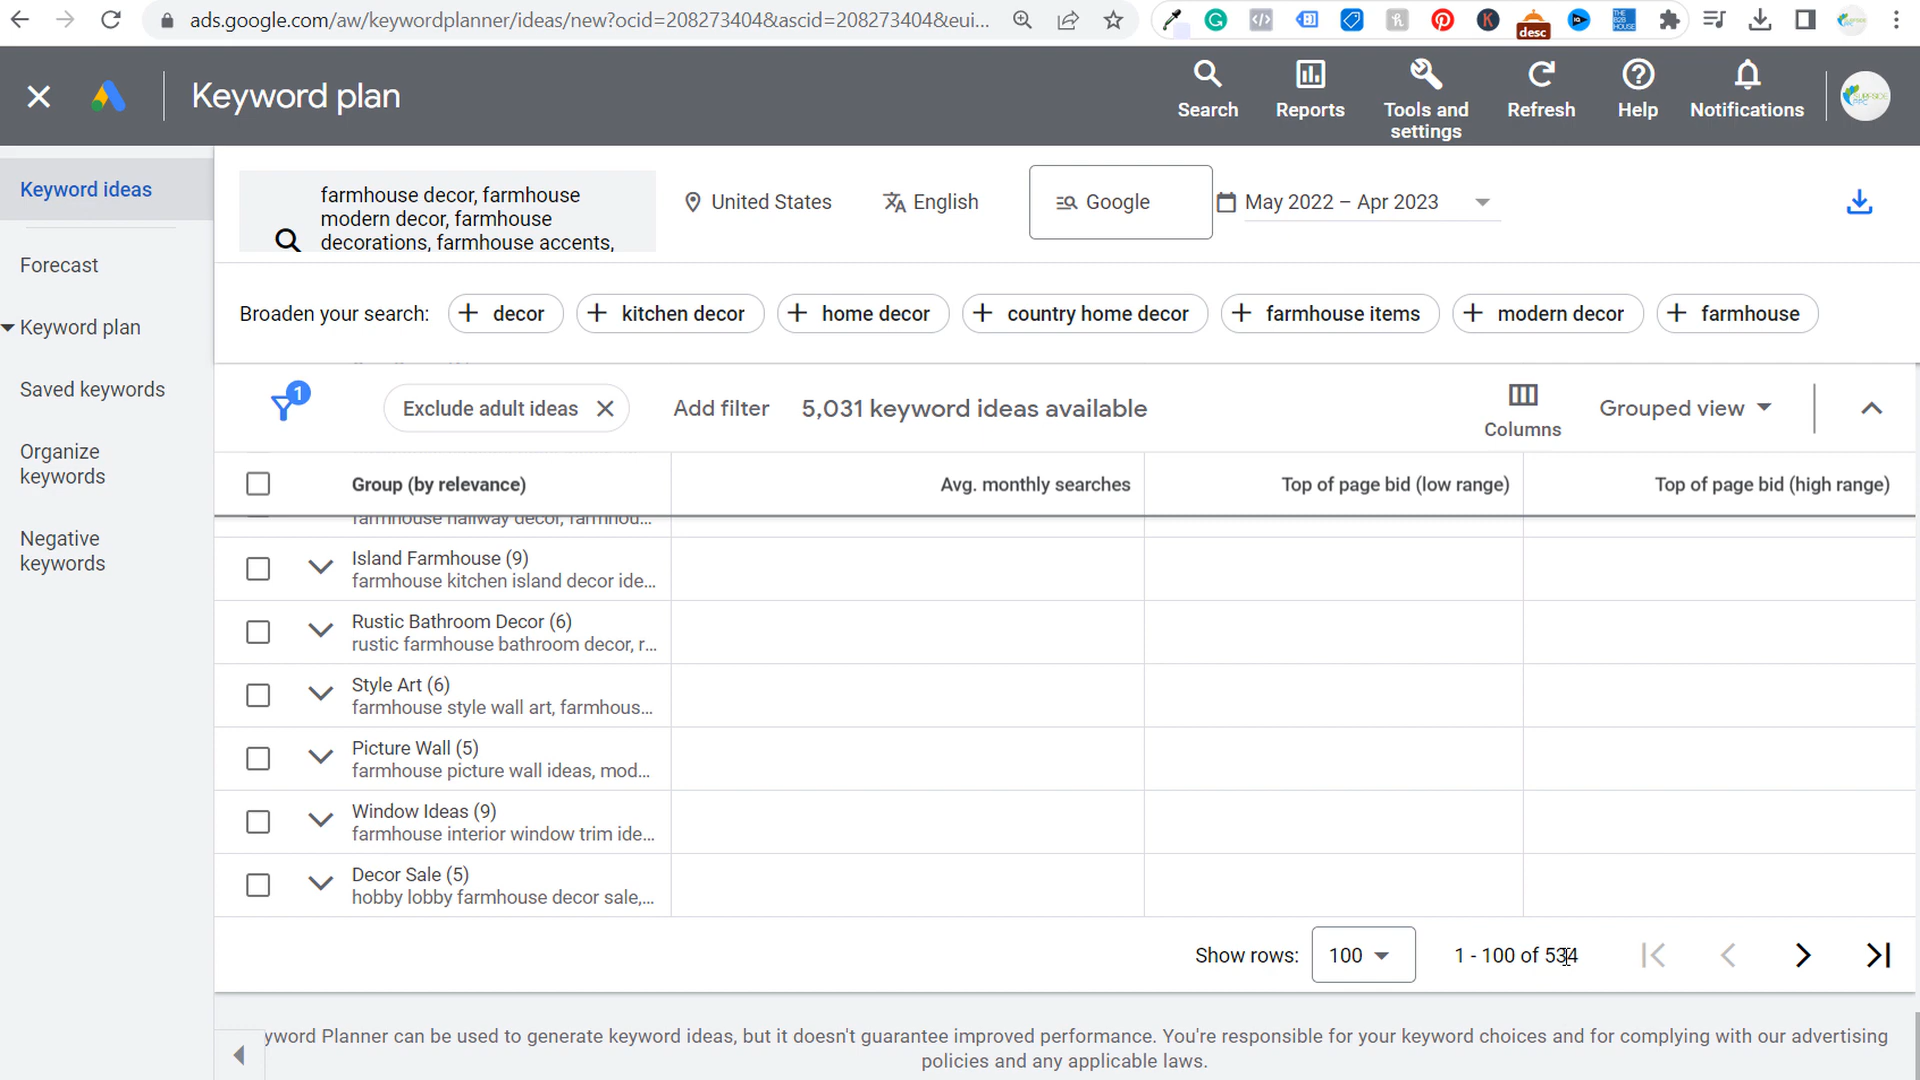 ads.google.com/aw/keywordplanner/ideas/new?ocid=208273404&ascid=208273404&eui...
desc
THE B2B HOUSE
Keyword plan
Search
Reports
Tools and settings
Refresh
Help
Notifications
Keyword ideas
Forecast
Keyword plan
Saved keywords
Organize keywords
Negative keywords
farmhouse decor, farmhouse
modern decor, farmhouse
decorations, farmhouse accents,
United States
English
Google
May 2022 – Apr 2023
Broaden your search:
decor
kitchen decor
home decor
country home decor
farmhouse items
modern decor
farmhouse
1
Exclude adult ideas
Add filter
5,031 keyword ideas available
Columns
Grouped view
Group (by relevance)
Avg. monthly searches
Top of page bid (low range)
Top of page bid (high range)
farmhouse hallway decor, farmhou...
Island Farmhouse (9)
farmhouse kitchen island decor ide...
Rustic Bathroom Decor (6)
rustic farmhouse bathroom decor, r...
Style Art (6)
farmhouse style wall art, farmhous...
Picture Wall (5)
farmhouse picture wall ideas, mod...
Window Ideas (9)
farmhouse interior window trim ide...
Decor Sale (5)
hobby lobby farmhouse decor sale,...
Show rows:
100
1 - 100 of 534
yword Planner can be used to generate keyword ideas, but it doesn't guarantee improved performance. You're responsible for your keyword choices and for complying with our advertising
policies and any applicable laws.